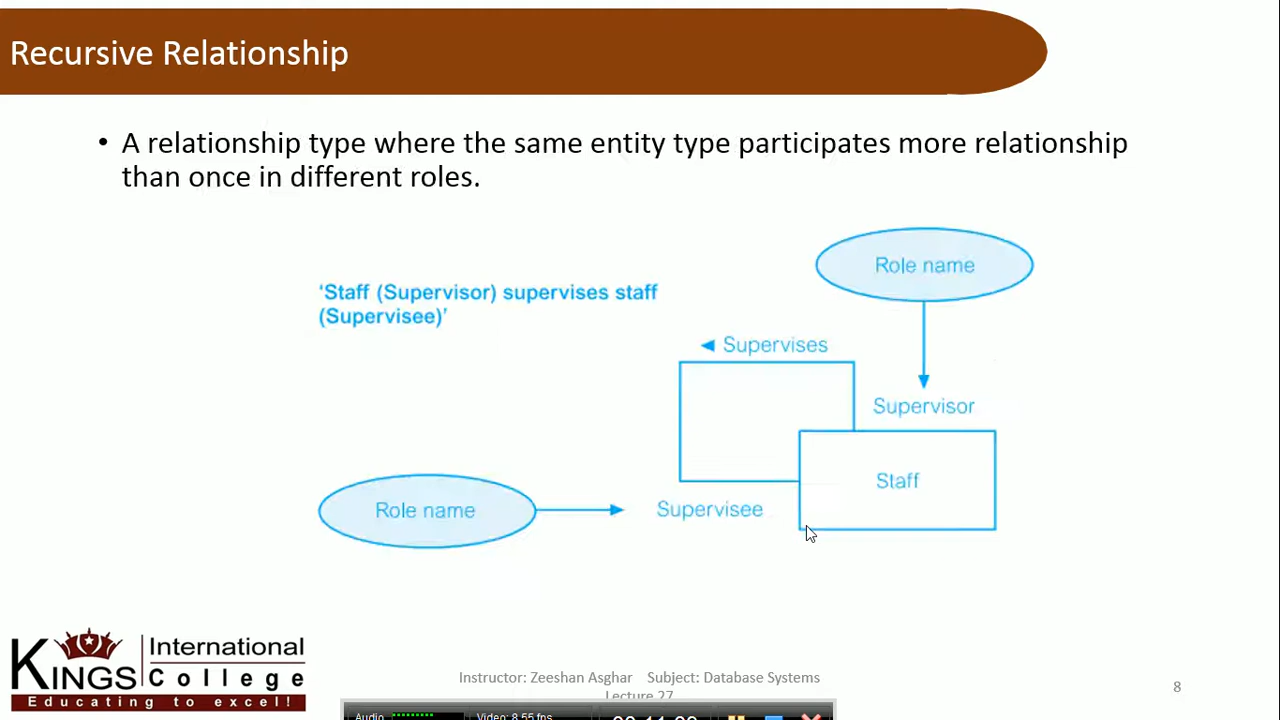 Recursive Relationship
• A relationship type where the same entity type participates more relationship
than once in different roles.
Role name
‘Staff (Supervisor) supervises staff
(Supervisee)’
◄ Supervises
Supervisor
Staff
Role name
Supervisee
KINGS International
College
Educating to excel!
Instructor: Zeeshan Asghar Subject: Database Systems
Lecture 27
8
Audio
Video: 8.55 fps